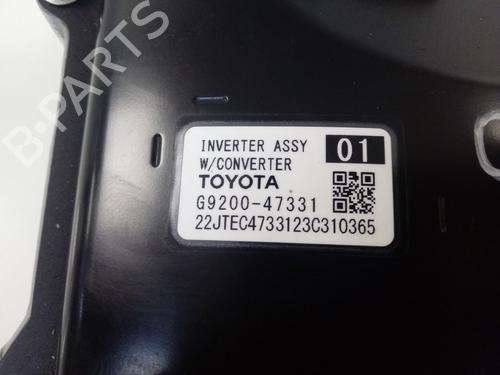 B-PARTS
INVERTER ASSY 01
W/CONVERTER
TOYOTA
G9200-47331
22JTEC4733123C310365